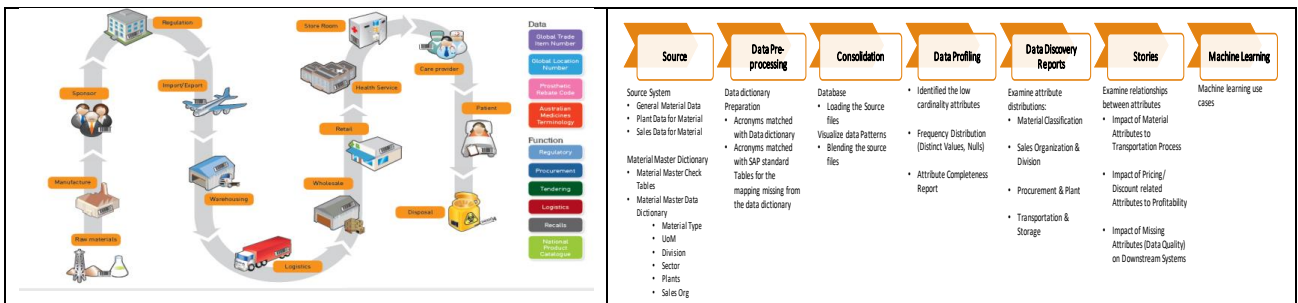 Regulation
Import/Export
Sponsor
Manufacture
Raw materials
Warehousing
Logistics
Wholesale
Retail
Health Service
Store Room
Care provider
Patient
Disposal
Data
Global Trade
Item Number
Global Location
Number
Prosthetic
Rebate Code
Australian
Medicines
Terminology
Function
Regulatory
Procurement
Tendering
Logistics
Recalls
National
Product
Catalogue
Source
Source System
• General Material Data
• Plant Data for Material
• Sales Data for Material
Material Master Dictionary
• Material Master Check
Tables
• Material Master Data
Dictionary
• Material Type
• UoM
• Division
• Sector
• Plants
• Sales Org
Data Pre-
processing
Data dictionary
Preparation
• Acronyms matched
with Data dictionary
• Acronyms matched
with SAP standard
Tables for the
mapping missing from
the data dictionary
Consolidation
Database
• Loading the Source
files
Visualize data Patterns
• Blending the source
files
Data Profiling
• Identified the low
cardinality attributes
• Frequency Distribution
(Distinct Values, Nulls)
• Attribute Completeness
Report
Data Discovery
Reports
Examine attribute
distributions:
• Material Classification
• Sales Organization &
Division
• Procurement & Plant
• Transportation &
Storage
Stories
Examine relationships
between attributes
• Impact of Material
Attributes to
Transportation Process
• Impact of Pricing/
Discount related
Attributes to Profitability
• Impact of Missing
Attributes (Data Quality)
on Downstream Systems
Machine Learning
Machine learning use
cases